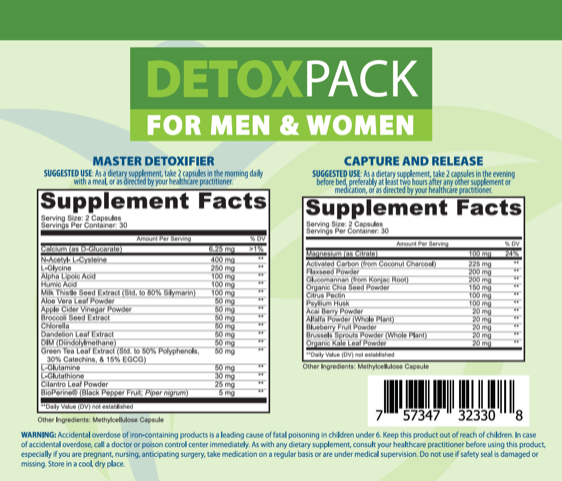 DETOXPACK
FOR MEN & WOMEN
MASTER DETOXIFIER
SUGGESTED USE: As a dietary supplement, take 2 capsules in the morning daily
with a meal, or as directed by your healthcare practitioner.
Supplement Facts
Serving Size: 2 Capsules
Servings Per Container: 30
Amount Per Serving % DV
Calcium (as D-Glucarate) 6.25 mg >1%
N-Acetyl- L-Cysteine 400 mg **
L-Glycine 250 mg **
Alpha Lipoic Acid 100 mg **
Humic Acid 100 mg **
Milk Thistle Seed Extract (Std. to 80% Silymarin) 100 mg **
Aloe Vera Leaf Powder 50 mg **
Apple Cider Vinegar Powder 50 mg **
Broccoli Seed Extract 50 mg **
Chlorella 50 mg **
Dandelion Leaf Extract 50 mg **
DIM (Diindolylmethane) 50 mg **
Green Tea Leaf Extract (Std. to 50% Polyphenols, 50 mg **
30% Catechins, & 15% EGCG)
L-Glutamine 50 mg **
L-Glutathione 30 mg **
Cilantro Leaf Powder 25 mg **
BioPerine® (Black Pepper Fruit; Piper nigrum) 5 mg **
**Daily Value (DV) not established
Other Ingredients: Methylcellulose Capsule
CAPTURE AND RELEASE
SUGGESTED USE: As a dietary supplement, take 2 capsules in the evening
before bed, preferably at least two hours after any other supplement or
medication, or as directed by your healthcare practitioner.
Supplement Facts
Serving Size: 2 Capsules
Servings Per Container: 30
Amount Per Serving % DV
Magnesium (as Citrate) 100 mg 24%
Activated Carbon (from Coconut Charcoal) 225 mg **
Flaxseed Powder 200 mg **
Glucomannan (from Konjac Root) 200 mg **
Organic Chia Seed Powder 150 mg **
Citrus Pectin 100 mg **
Psyllium Husk 100 mg **
Acai Berry Powder 20 mg **
Alfalfa Powder (Whole Plant) 20 mg **
Blueberry Fruit Powder 20 mg **
Brussels Sprouts Powder (Whole Plant) 20 mg **
Organic Kale Leaf Powder 20 mg **
**Daily Value (DV) not established
Other Ingredients: Methylcellulose Capsule
7 57347 32330 8
WARNING: Accidental overdose of iron-containing products is a leading cause of fatal poisoning in children under 6. Keep this product out of reach of children. In case
of accidental overdose, call a doctor or poison control center immediately. As with any dietary supplement, consult your healthcare practitioner before using this product,
especially if you are pregnant, nursing, anticipating surgery, take medication on a regular basis or are under medical supervision. Do not use if safety seal is damaged or
missing. Store in a cool, dry place.